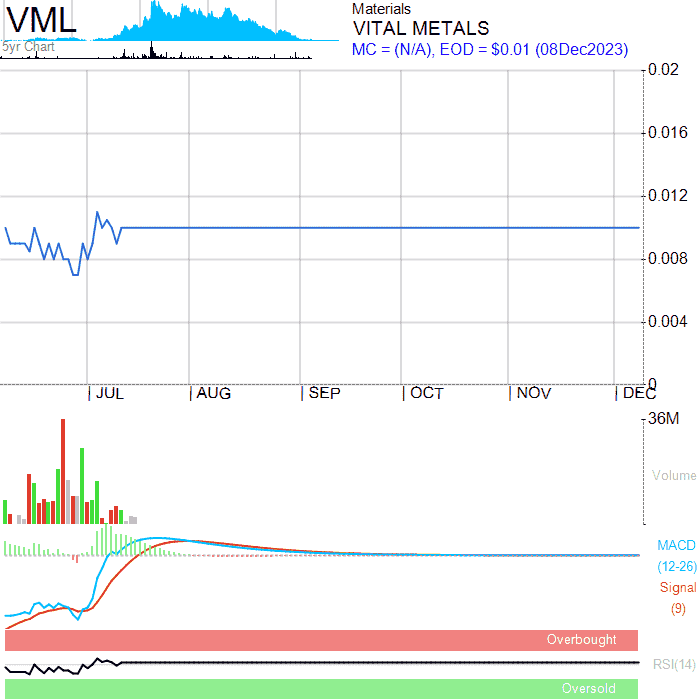 VML
5yr Chart
Materials
VITAL METALS
MC = (N/A), EOD = $0.01 (08Dec2023)
0.02
0.016
0.012
0.008
0.004
0
JUL
AUG
SEP
OCT
NOV
DEC
36M
Volume
MACD
(12-26)
Signal
(9)
Overbought
RSI(14)
Oversold